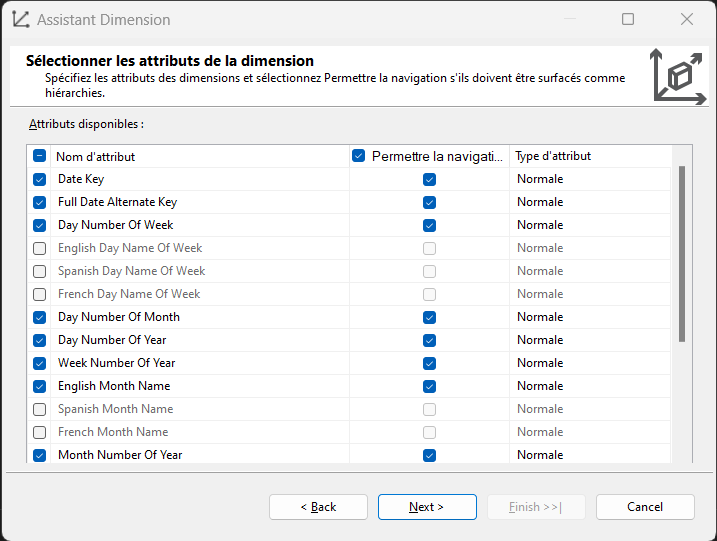 Assistant Dimension
Sélectionner les attributs de la dimension
Spécifiez les attributs des dimensions et sélectionnez Permettre la navigation s'ils doivent être surfacés comme
hiérarchies.
Attributs disponibles :
Nom d'attribut Permettre la navigati... Type d'attribut
Date Key Normale
Full Date Alternate Key Normale
Day Number Of Week Normale
English Day Name Of Week Normale
Spanish Day Name Of Week Normale
French Day Name Of Week Normale
Day Number Of Month Normale
Day Number Of Year Normale
Week Number Of Year Normale
English Month Name Normale
Spanish Month Name Normale
French Month Name Normale
Month Number Of Year Normale
< Back Next > Finish >>| Cancel